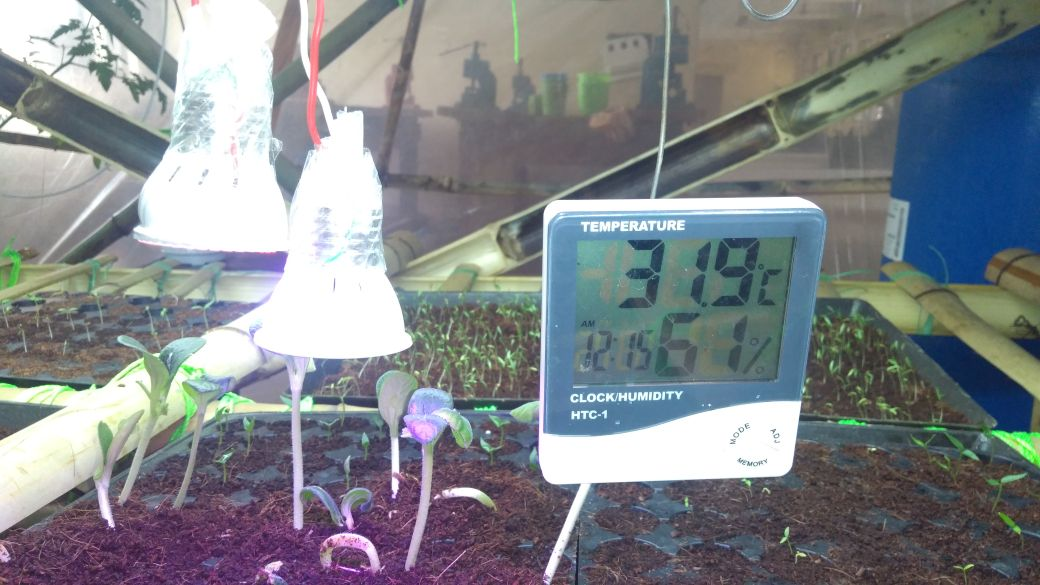 TEMPERATURE
31.9°C
AM
12:15 61%
CLOCK/HUMIDITY
HTC-1
MODE ADJ
MEMORY